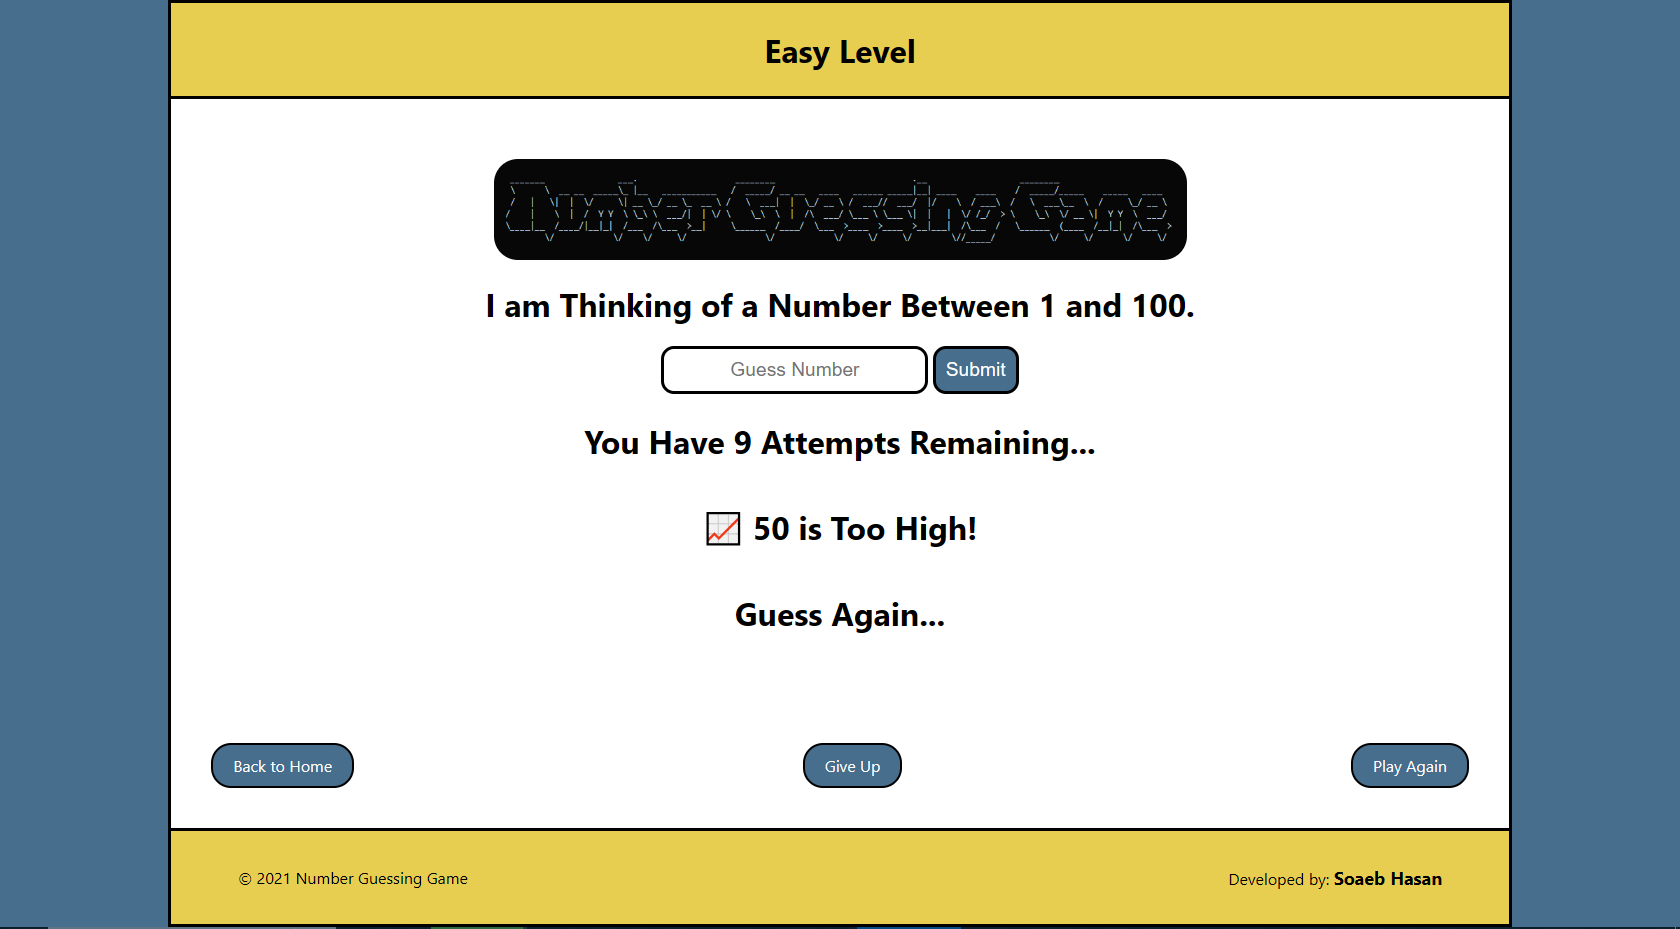 Easy Level
Number Guessing Game
I am Thinking of a Number Between 1 and 100.
Guess Number Submit
You Have 9 Attempts Remaining...
📈 50 is Too High!
Guess Again...
Back to Home Give Up Play Again
© 2021 Number Guessing Game Developed by: Soaeb Hasan